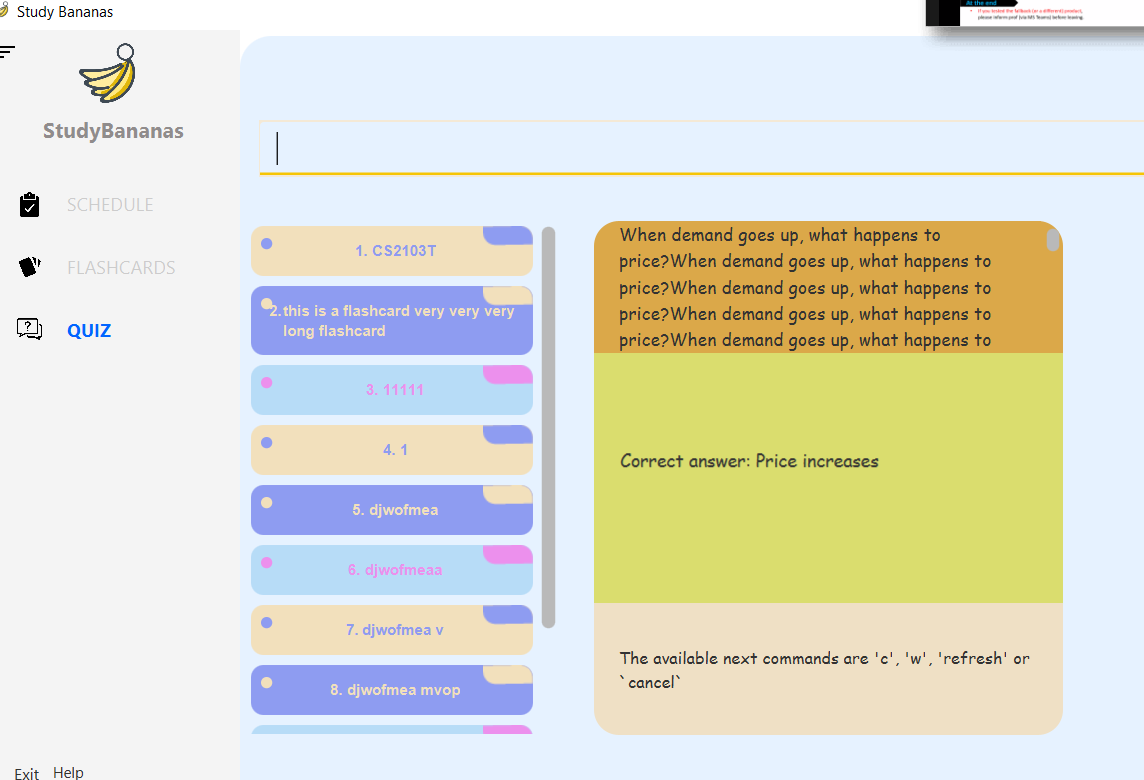 Study Bananas
At the end
If you tested the fallback (or a different) product,
please inform prof (via MS Teams) before leaving.
StudyBananas
SCHEDULE
FLASHCARDS
QUIZ
1. CS2103T
2.this is a flashcard very very very
long flashcard
3. 11111
4. 1
5. djwofmea
6. djwofmeaa
7. djwofmea v
8. djwofmea mvop
When demand goes up, what happens to
price?When demand goes up, what happens to
price?When demand goes up, what happens to
price?When demand goes up, what happens to
price?When demand goes up, what happens to
Correct answer: Price increases
The available next commands are 'c', 'w', 'refresh' or
`cancel`
Exit Help